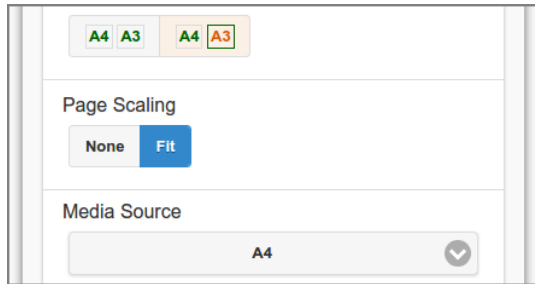 A4 A3 A4 A3
Page Scaling
None Fit
Media Source
A4